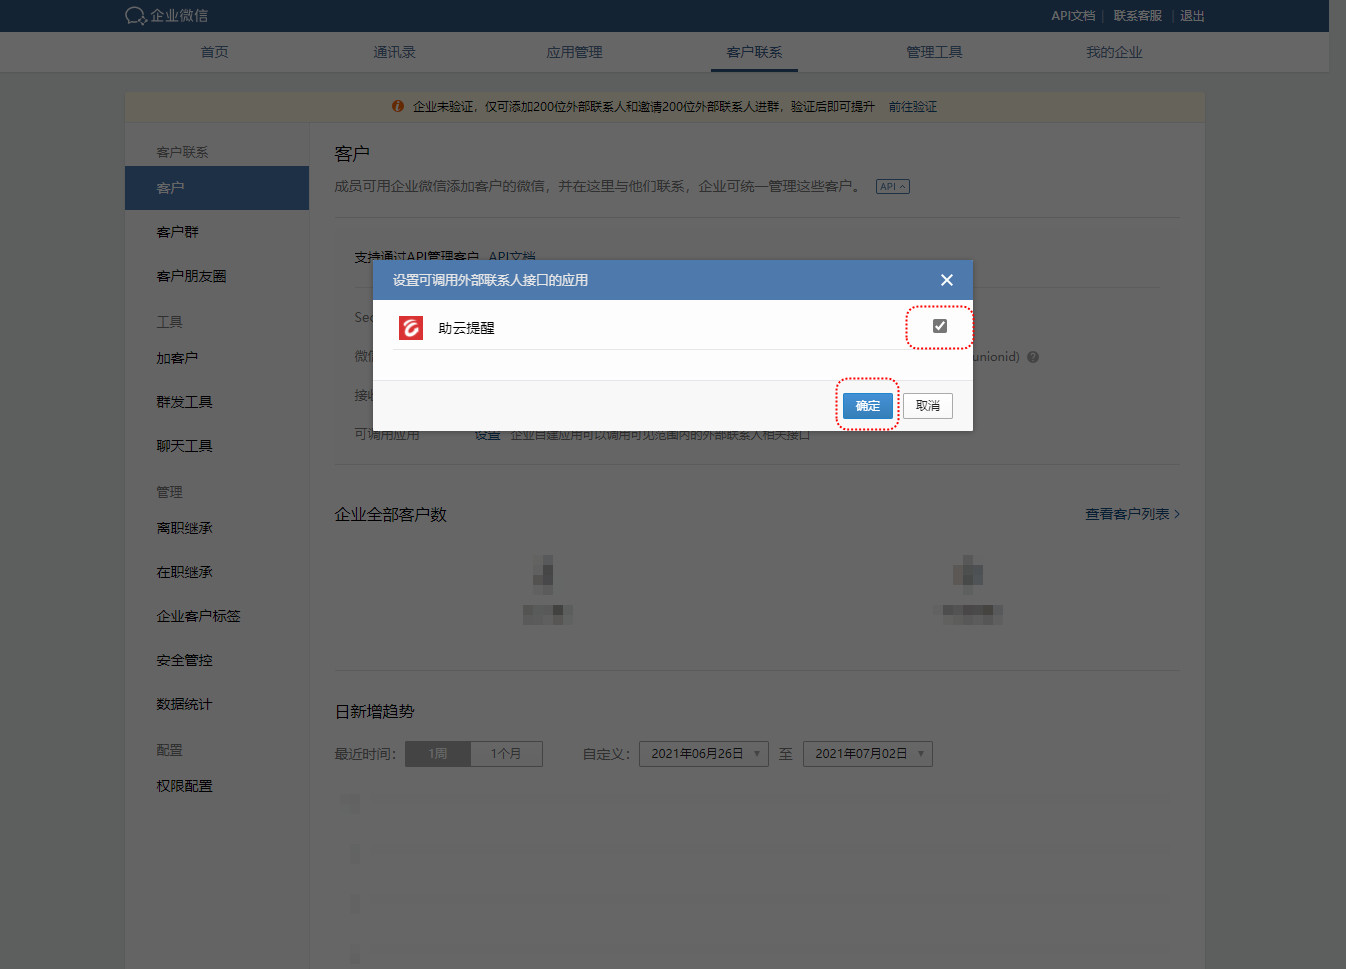 企业微信
API文档 | 联系客服 | 退出
首页 通讯录 应用管理 客户联系 管理工具 我的企业
企业未验证，仅可添加200位外部联系人和邀请200位外部联系人进群，验证后即可提升 前往验证
客户联系
客户
客户群
客户朋友圈
工具
加客户
群发工具
聊天工具
管理
离职继承
在职继承
企业客户标签
安全管控
数据统计
配置
权限配置
客户
成员可用企业微信添加客户的微信，并在这里与他们联系，企业可统一管理这些客户。 API
支持通过API管理客户 API文档
设置可调用外部联系人接口的应用
助云提醒
确定 取消
Sec
微信
unionid)
接收
可调用应用 设置 企业自建应用可以调用可见范围内的外部联系人相关接口
企业全部客户数 查看客户列表
日新增趋势
最近时间： 1周 1个月 自定义： 2021年06月26日 至 2021年07月02日